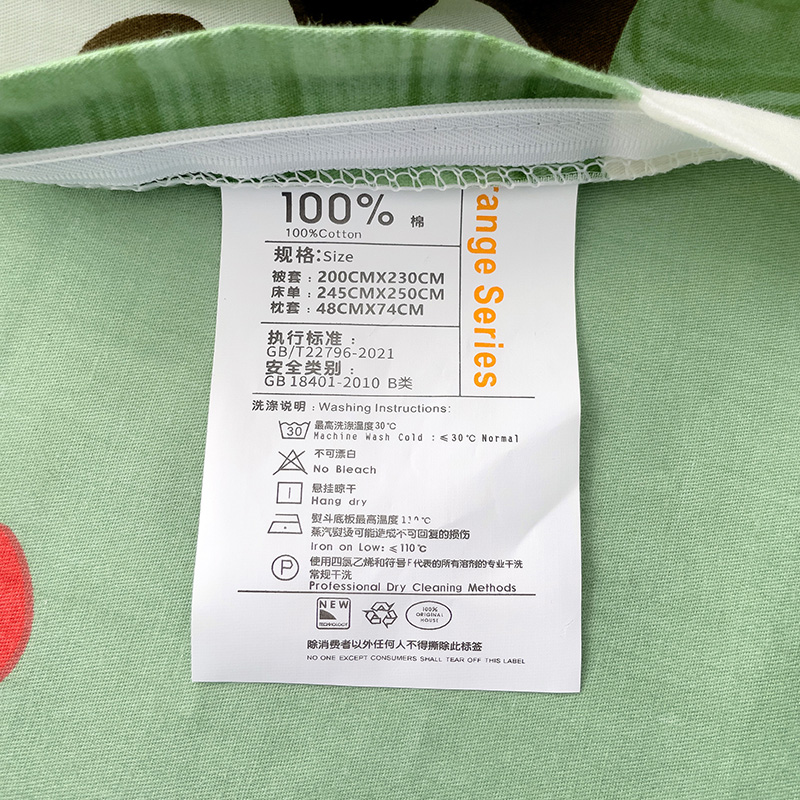 100% 棉
100%Cotton
规格:Size
被套：200CMX230CM
床单：245CMX250CM
枕套：48CMX74CM
执行标准：
GB/T22796-2021
安全类别：
GB 18401-2010 B类
range Series
洗涤说明：Washing Instructions:
30
最高洗涤温度30℃
Machine Wash Cold :≤30℃ Normal
不可漂白
No Bleach
悬挂晾干
Hang dry
熨斗底板最高温度110℃
蒸汽熨烫可能造成不可回复的损伤
Iron on Low:≤110℃
P
使用四氯乙烯和符号F代表的所有溶剂的专业干洗
常规干洗
Professional Dry Cleaning Methods
NEW
TECHNOLOGY
100%
ORIGINAL
HOUSE
除消费者以外任何人不得撕除此标签
NO ONE EXCEPT CONSUMERS SHALL TEAR OFF THIS LABEL